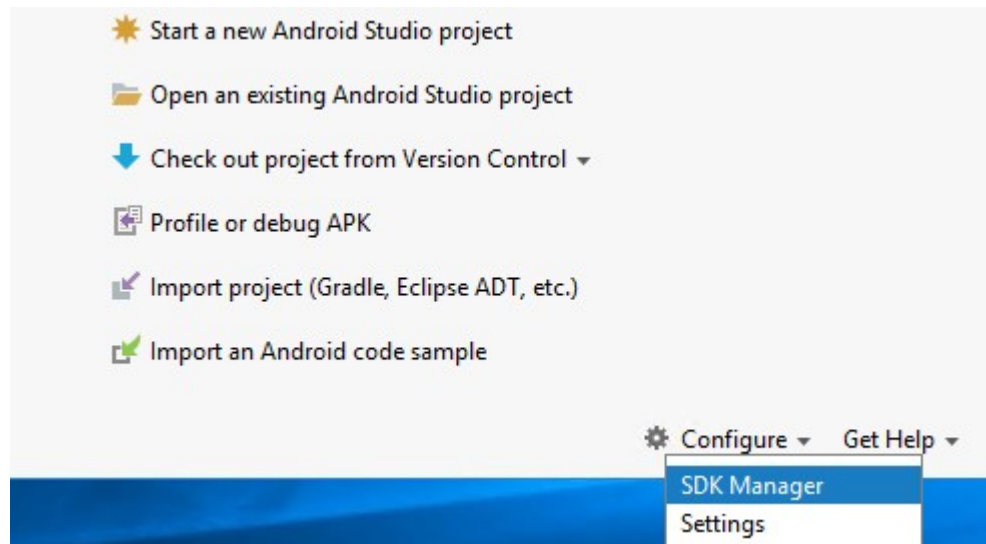 Start a new Android Studio project
Open an existing Android Studio project
Check out project from Version Control
Profile or debug APK
Import project (Gradle, Eclipse ADT, etc.)
Import an Android code sample
Configure Get Help
SDK Manager
Settings